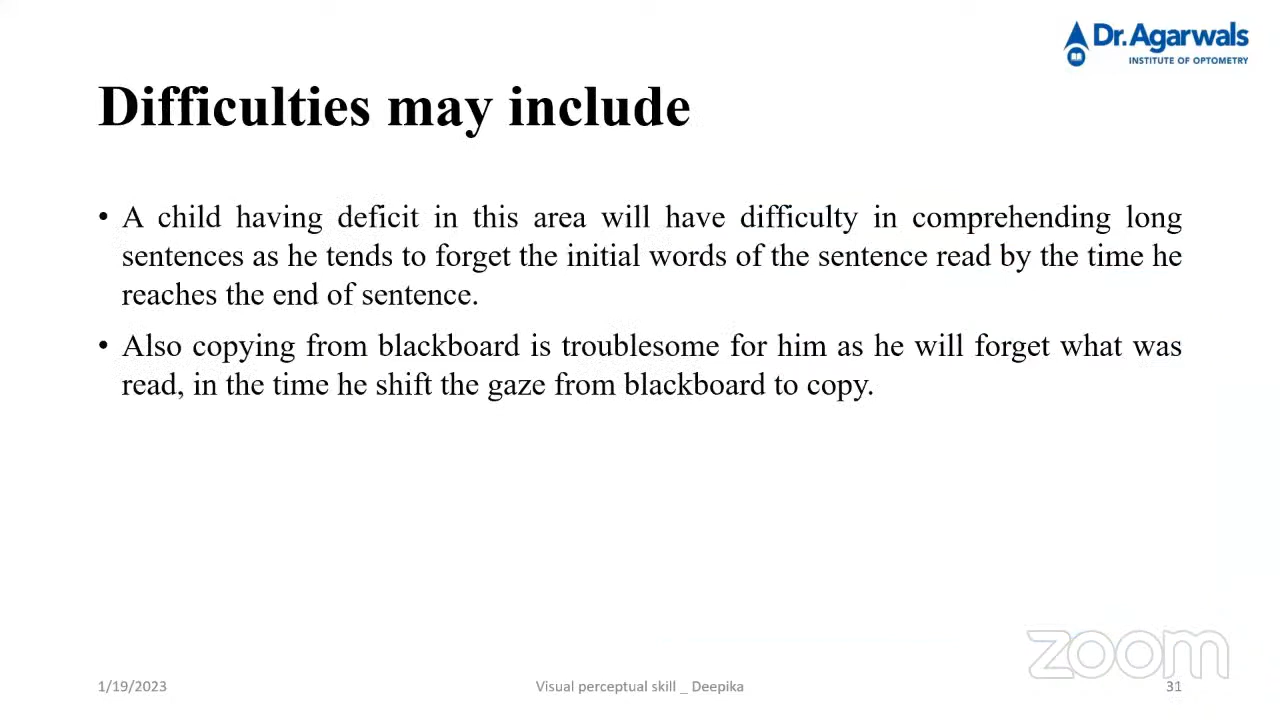 Dr.Agarwals
INSTITUTE OF OPTOMETRY
Difficulties may include
• A child having deficit in this area will have difficulty in comprehending long
sentences as he tends to forget the initial words of the sentence read by the time he
reaches the end of sentence.
• Also copying from blackboard is troublesome for him as he will forget what was
read, in the time he shift the gaze from blackboard to copy.
zoom
1/19/2023
Visual perceptual skill _ Deepika
31